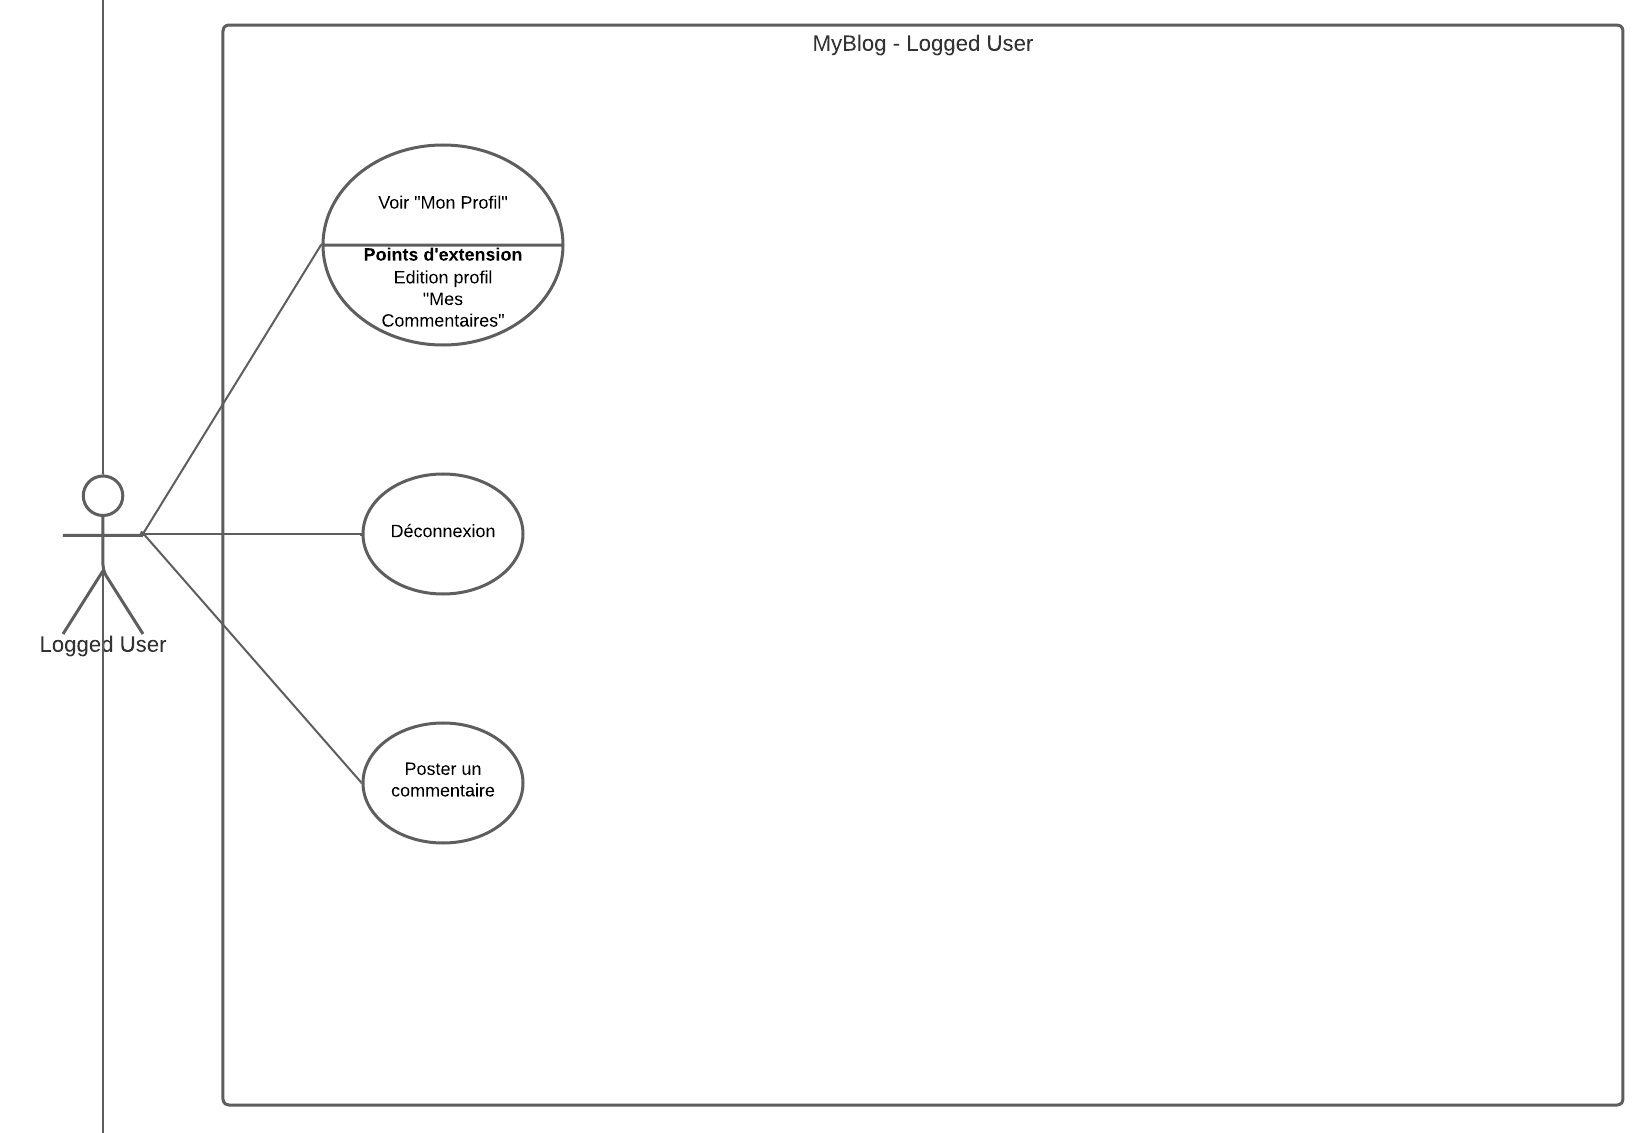 MyBlog - Logged User
Voir "Mon Profil"
Points d'extension
Edition profil
"Mes
Commentaires"
Déconnexion
Logged User
Poster un
commentaire